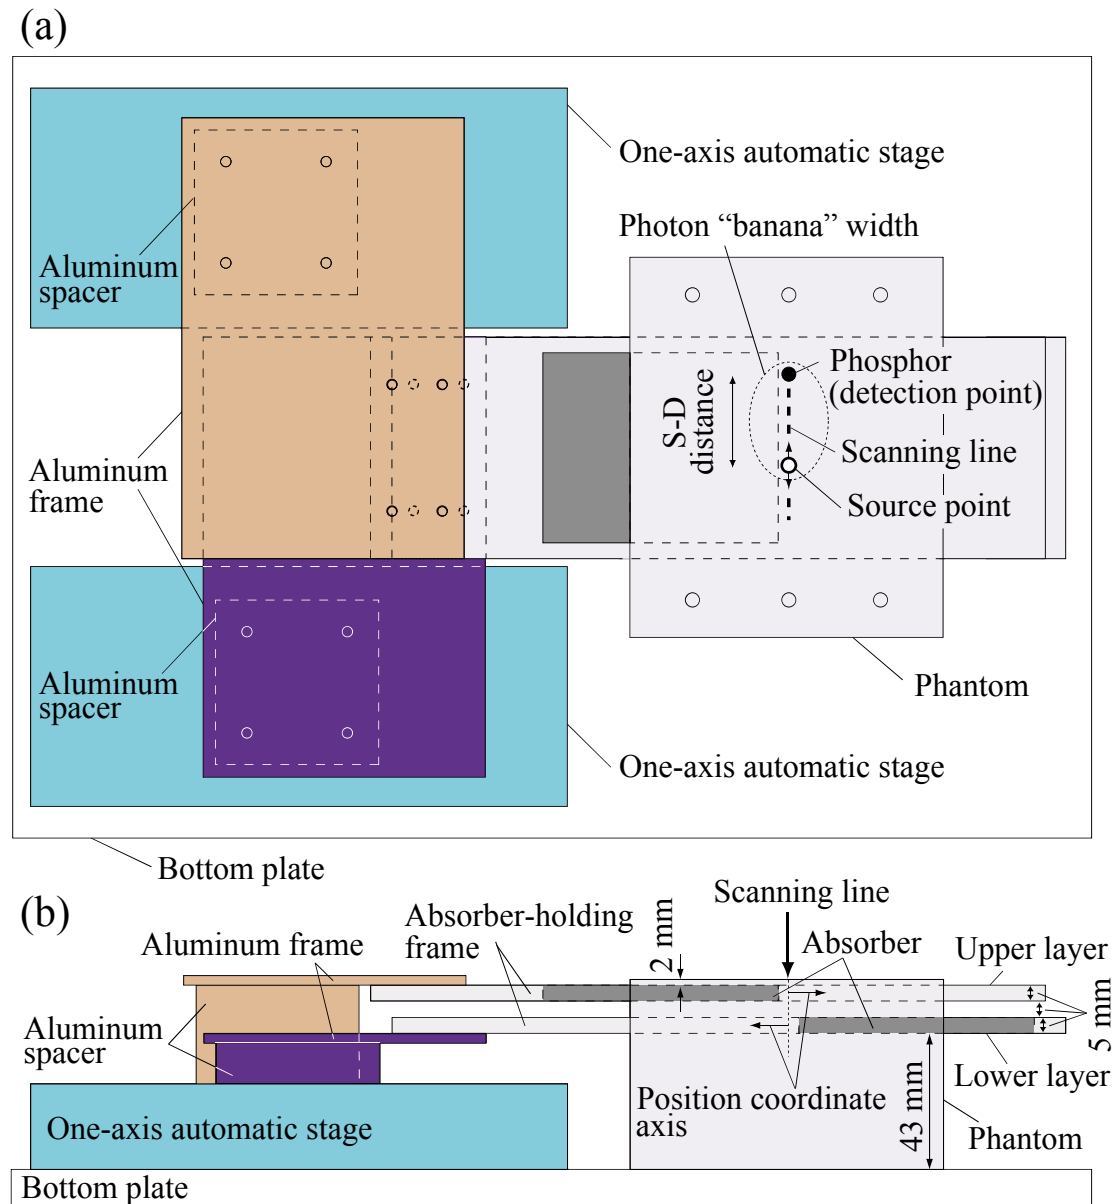 (a)
One-axis automatic stage
Photon “banana” width
Aluminum
spacer
Phosphor
(detection point)
S-D
distance
Scanning line
Aluminum
frame
Source point
Aluminum
spacer
Phantom
One-axis automatic stage
Bottom plate
(b)
Scanning line
Absorber-holding
frame
2 mm
Absorber
Upper layer
Aluminum frame
Aluminum
spacer
5 mm
Lower layer
Position coordinate
axis
43 mm
One-axis automatic stage
Phantom
Bottom plate